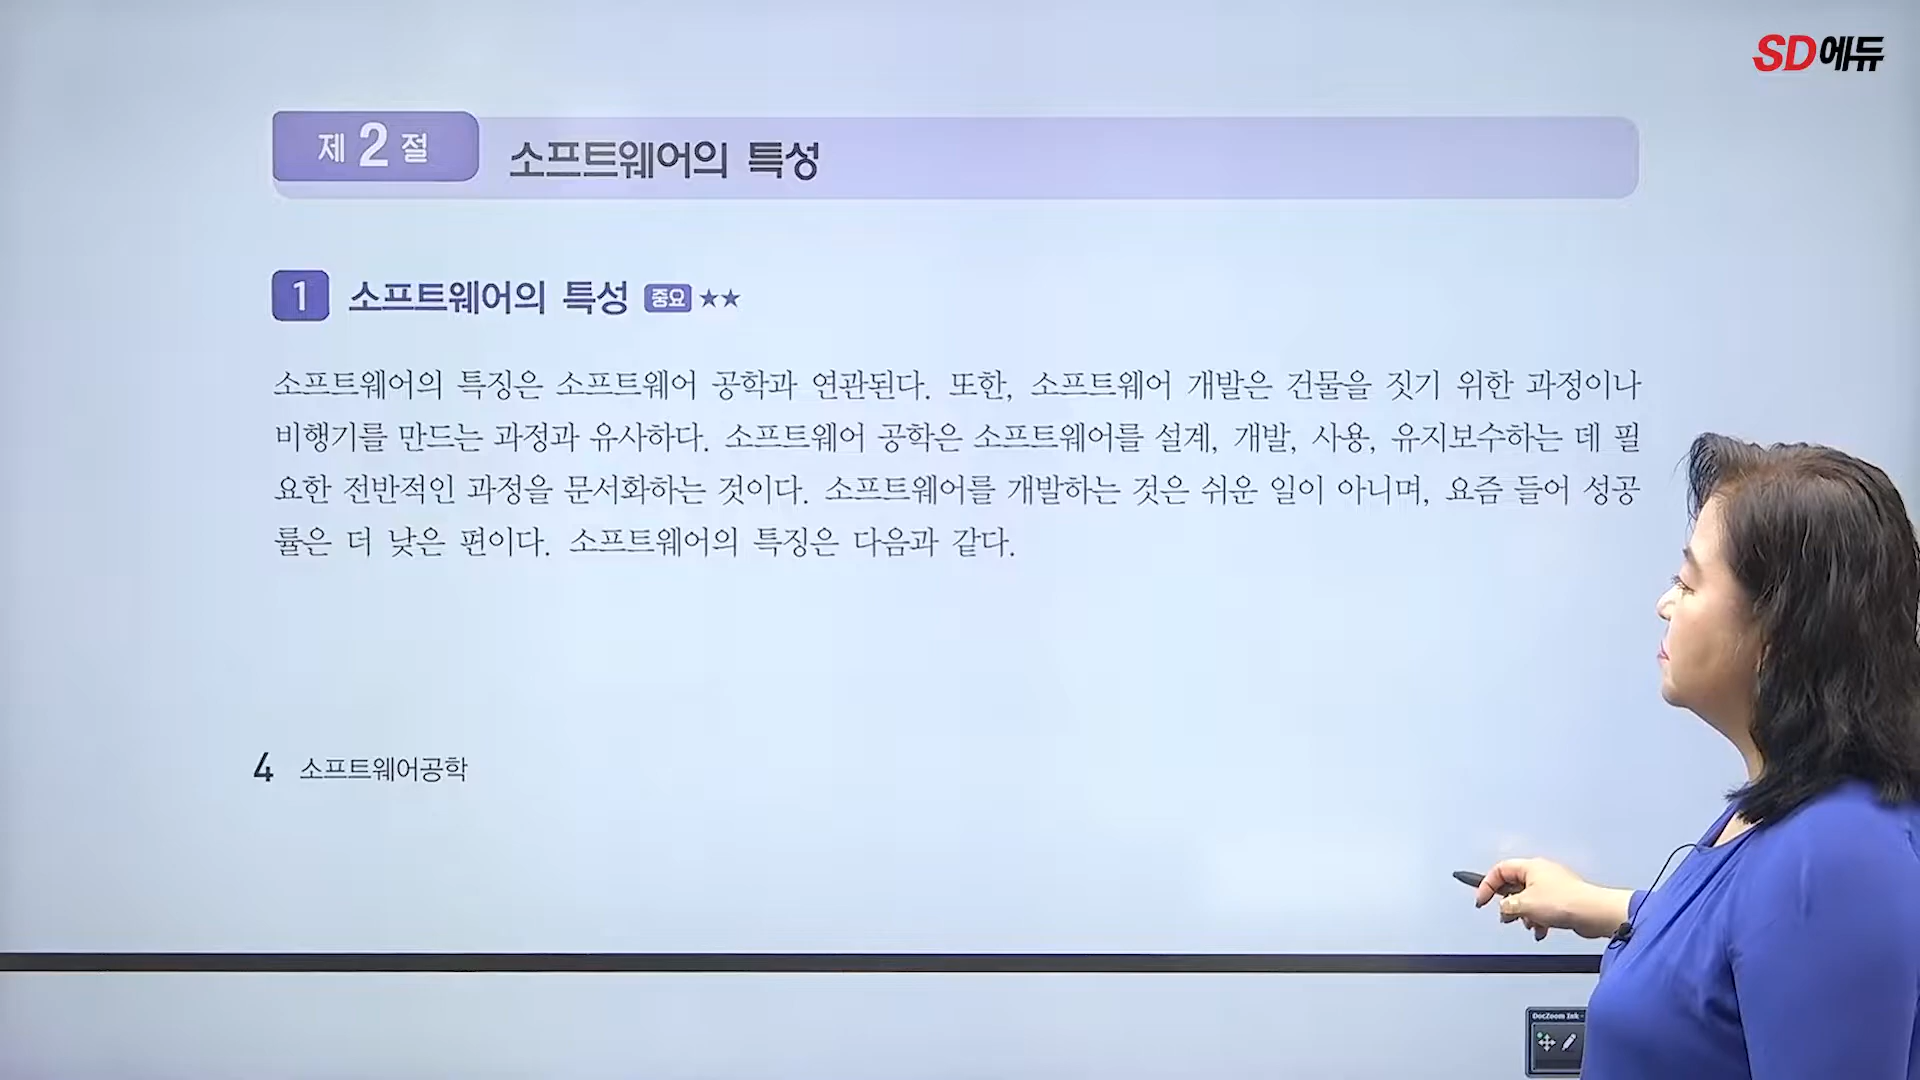 SD에듀
제 2 절 소프트웨어의 특성
1 소프트웨어의 특성 중요 ★★
소프트웨어의 특징은 소프트웨어 공학과 연관된다. 또한, 소프트웨어 개발은 건물을 짓기 위한 과정이나
비행기를 만드는 과정과 유사하다. 소프트웨어 공학은 소프트웨어를 설계, 개발, 사용, 유지보수하는 데 필
요한 전반적인 과정을 문서화하는 것이다. 소프트웨어를 개발하는 것은 쉬운 일이 아니며, 요즘 들어 성공
률은 더 낮은 편이다. 소프트웨어의 특징은 다음과 같다.
4 소프트웨어공학
DocZoom Ink -